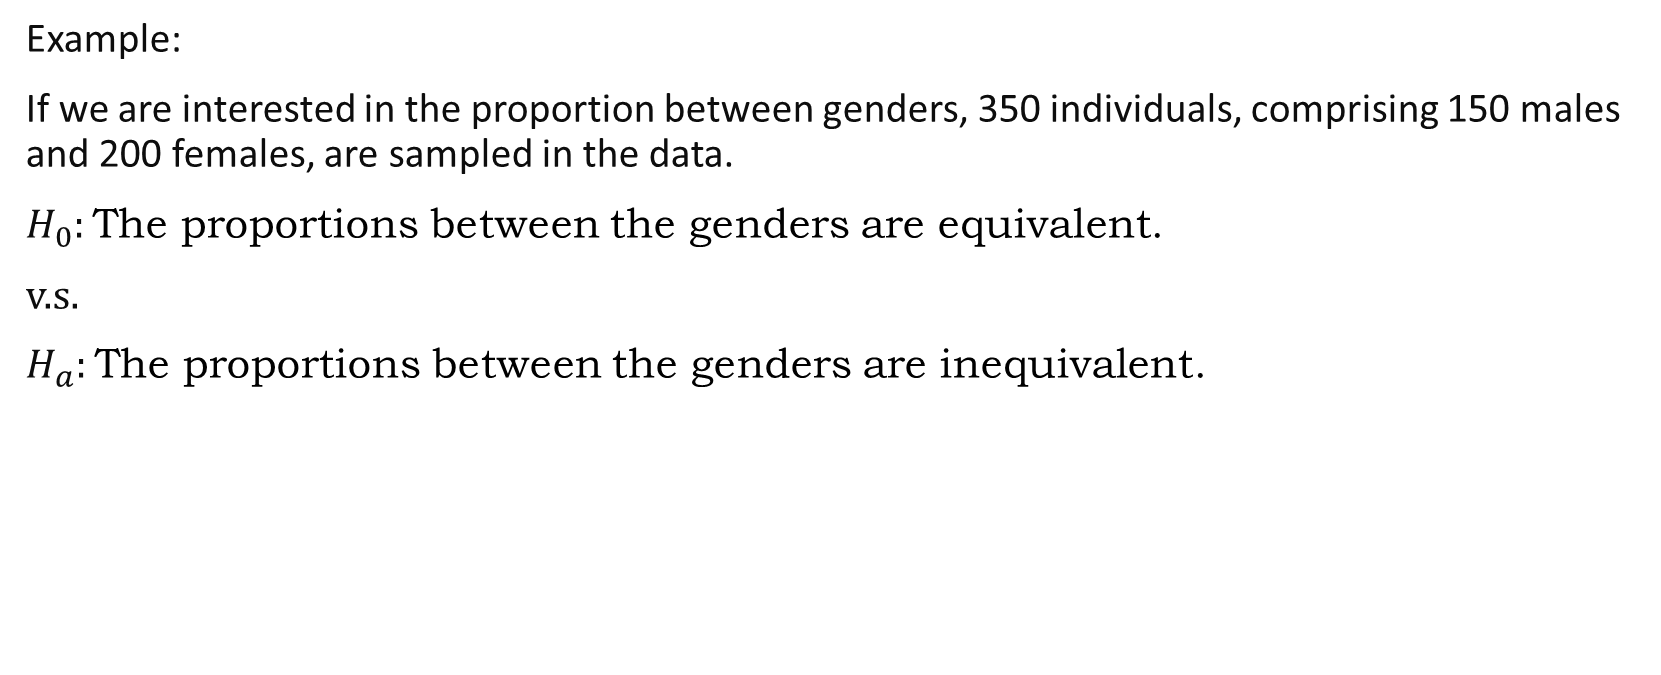 Example:
If we are interested in the proportion between genders, 350 individuals, comprising 150 males
and 200 females, are sampled in the data.
H₀: The proportions between the genders are equivalent.
v.s.
Hₐ: The proportions between the genders are inequivalent.